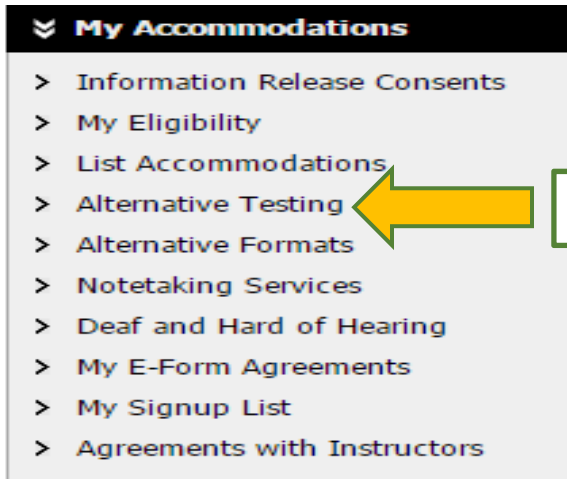 My Accommodations
> Information Release Consents
> My Eligibility
> List Accommodations
> Alternative Testing
> Alternative Formats
> Notetaking Services
> Deaf and Hard of Hearing
> My E-Form Agreements
> My Signup List
> Agreements with Instructors